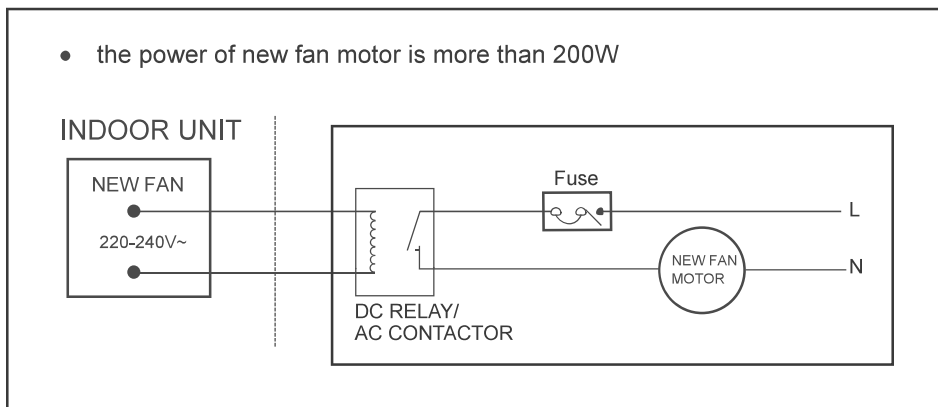 • the power of new fan motor is more than 200W
INDOOR UNIT
NEW FAN
220-240V~
Fuse
L
NEW FAN
MOTOR
N
DC RELAY/
AC CONTACTOR